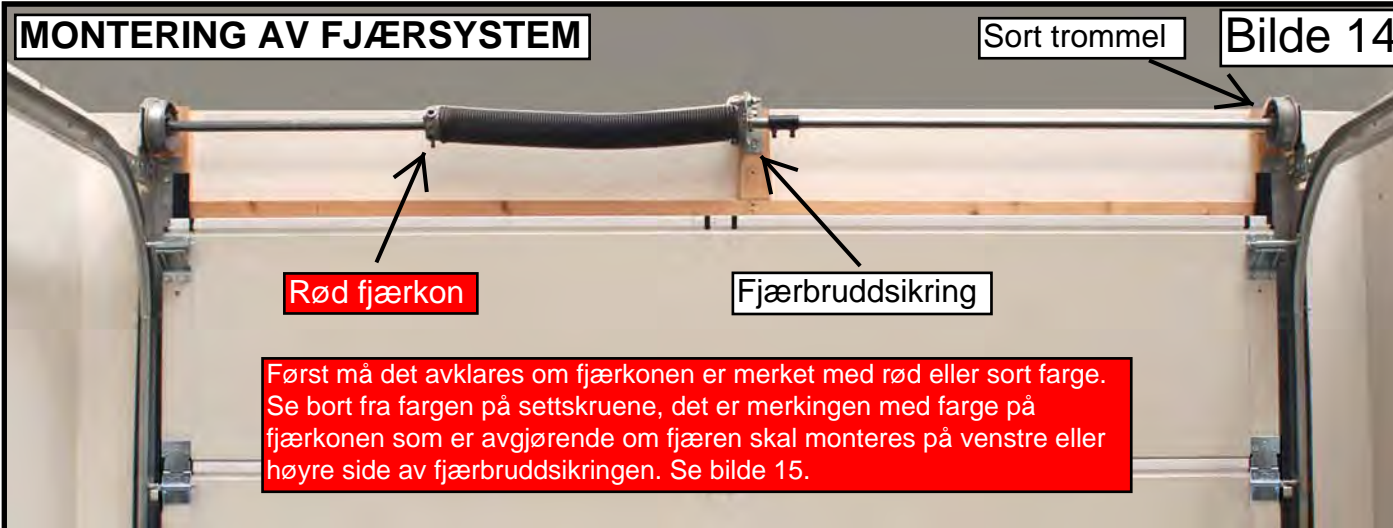 MONTERING AV FJÆRSYSTEM
Sort trommel
Bilde 14
Rød fjærkon
Fjærbruddsikring
Først må det avklares om fjærkonen er merket med rød eller sort farge.
Se bort fra fargen på settskruene, det er merkingen med farge på
fjærkonen som er avgjørende om fjæren skal monteres på venstre eller
høyre side av fjærbruddsikringen. Se bilde 15.